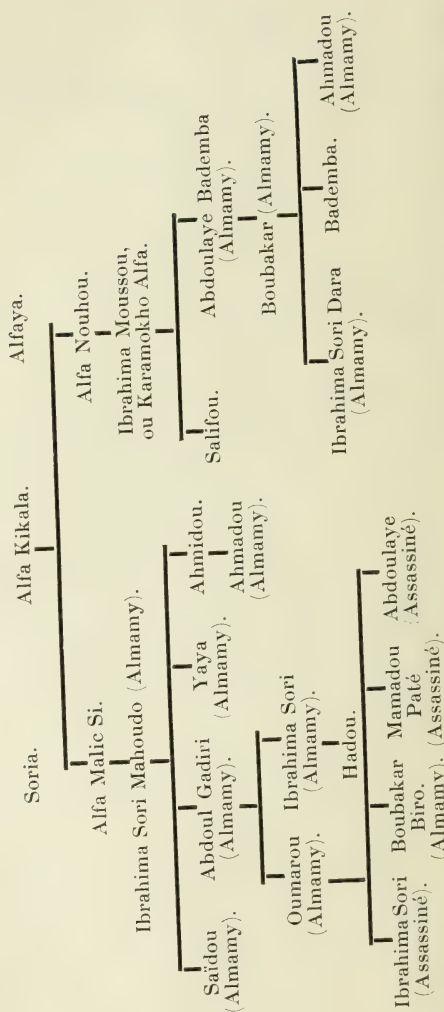 Soria.
Alfa Kikala.
Alfaya.
Alfa Malic Si.
Alfa Nouhou.
Ibrahima Sori Mahoudo (Almamy).
Ibrahima Moussou,
ou Karamokho Alfa.
Saïdou
(Almamy).
Abdoul Gadiri
(Almamy).
Yaya
(Almamy).
Ahmidou.
Salifou.
Abdoulaye Bademba
(Almamy).
Ahmadou
(Almamy).
Boubakar (Almamy).
Oumarou
(Almamy).
Ibrahima Sori
(Almamy).
Ibrahima Sori Dara
(Almamy).
Bademba.
Ahmadou
(Almamy).
Hadou.
Ibrahima Sori
(Assassiné).
Boubakar
Biro.
(Almamy).
Mamadou
Paté
(Assassiné).
Abdoulaye
(Assassiné).